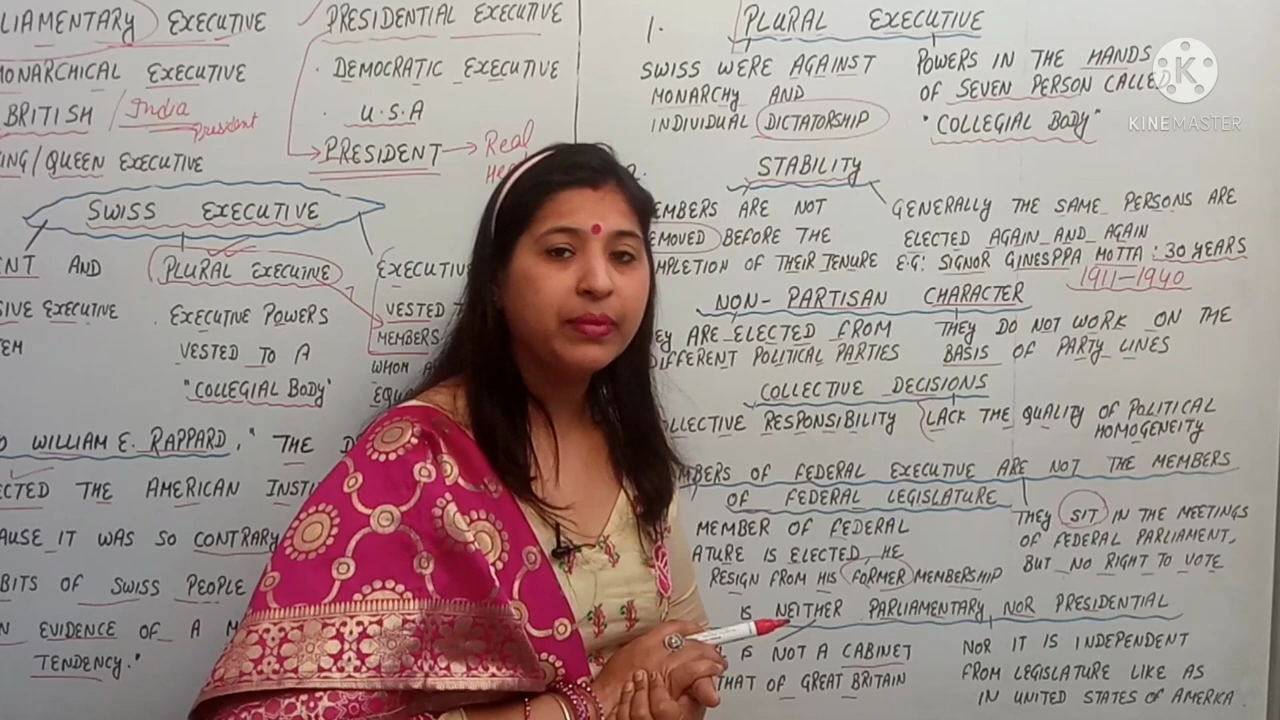 LIAMENTARY EXECUTIVE
MONARCHICAL EXECUTIVE
BRITISH / India
President
ING/QUEEN EXECUTIVE
PRESIDENTIAL EXECUTIVE
· DEMOCRATIC EXECUTIVE
· U.S.A
PRESIDENT → Real
SWISS EXECUTIVE
ENT AND
SIVE EXECUTIVE
TEM
PLURAL EXECUTIVE
· EXECUTIVE POWERS
VESTED TO A
"COLLEGIAL BODY"
EXECUTIVE
VESTED T
MEMBERS
WHOM A
EQU
O WILLIAM E. RAPPARD, "THE D
ECTED THE AMERICAN INSTI
AUSE IT WAS SO CONTRARY
BITS OF SWISS PEOPLE
N EVIDENCE OF A M
TENDENCY."
1. PLURAL EXECUTIVE
SWISS WERE AGAINST
MONARCHY AND
INDIVIDUAL DICTATORSHIP
POWERS IN THE HANDS
OF SEVEN PERSON CALLED
"COLLEGIAL BODY"
2. STABILITY
EMBERS ARE NOT
EMOVED BEFORE THE
MPLETION OF THEIR TENURE
GENERALLY THE SAME PERSONS ARE
ELECTED AGAIN AND AGAIN
E.G: SIGNOR GINESPPA MOTTA : 30 YEARS
1911-1940
NON-PARTISAN CHARACTER
EY ARE ELECTED FROM
DIFFERENT POLITICAL PARTIES
THEY DO NOT WORK ON THE
BASIS OF PARTY LINES
COLLECTIVE DECISIONS
LLECTIVE RESPONSIBILITY
LACK THE QUALITY OF POLITICAL
HOMOGENEITY
MBERS OF FEDERAL EXECUTIVE ARE NOT THE MEMBERS
OF FEDERAL LEGISLATURE
MEMBER OF FEDERAL
ATURE IS ELECTED, HE
RESIGN FROM HIS FORMER MEMBERSHIP
THEY SIT IN THE MEETINGS
OF FEDERAL PARLIAMENT,
BUT NO RIGHT TO VOTE
IS NEITHER PARLIAMENTARY NOR PRESIDENTIAL
IS NOT A CABINET
THAT OF GREAT BRITAIN
NOR IT IS INDEPENDENT
FROM LEGISLATURE LIKE AS
IN UNITED STATES OF AMERICA.
K
KINEMASTER